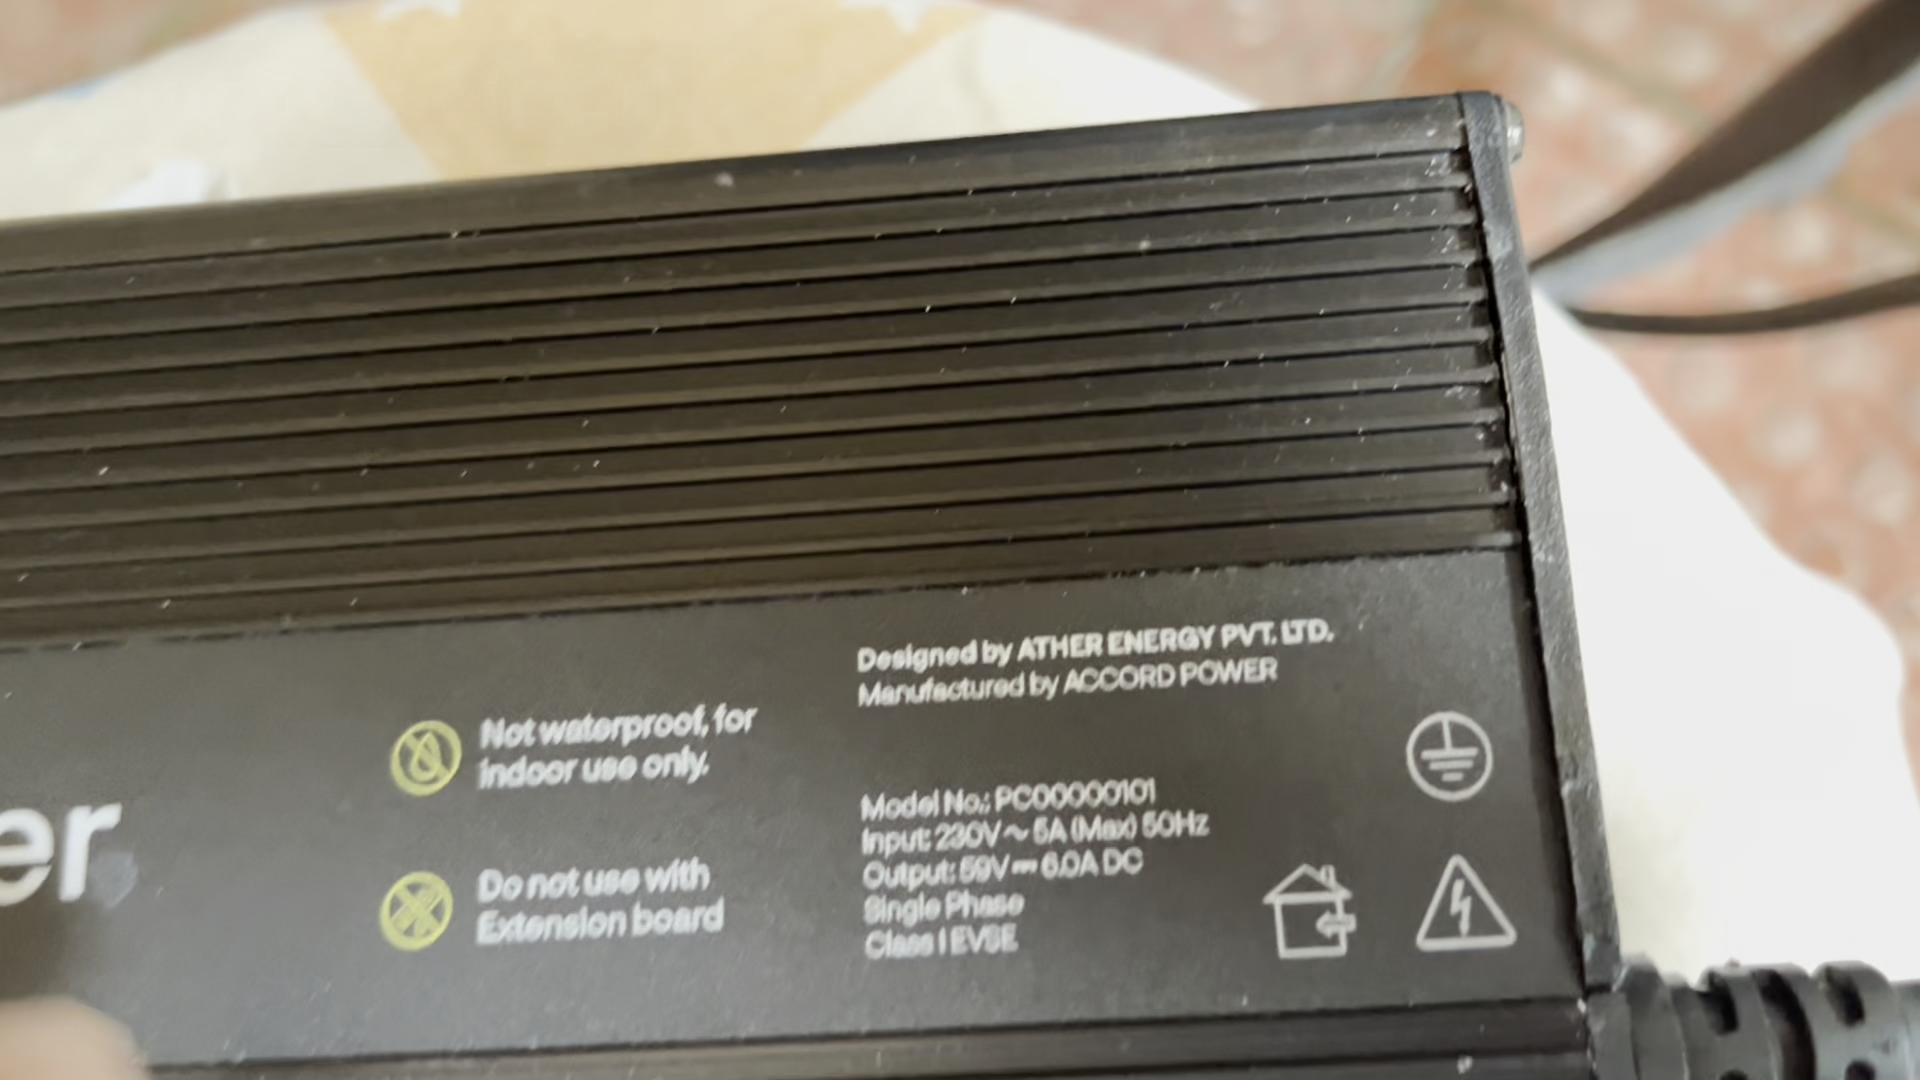 er
Not waterproof, for
indoor use only.
Do not use with
Extension board
Designed by ATHER ENERGY PVT. LTD.
Manufactured by ACCORD POWER
Model No.: PC00000101
Input: 230V ~ 5A (Max) 50Hz
Output: 59V ⎓ 6.0A DC
Single Phase
Class I EVSE